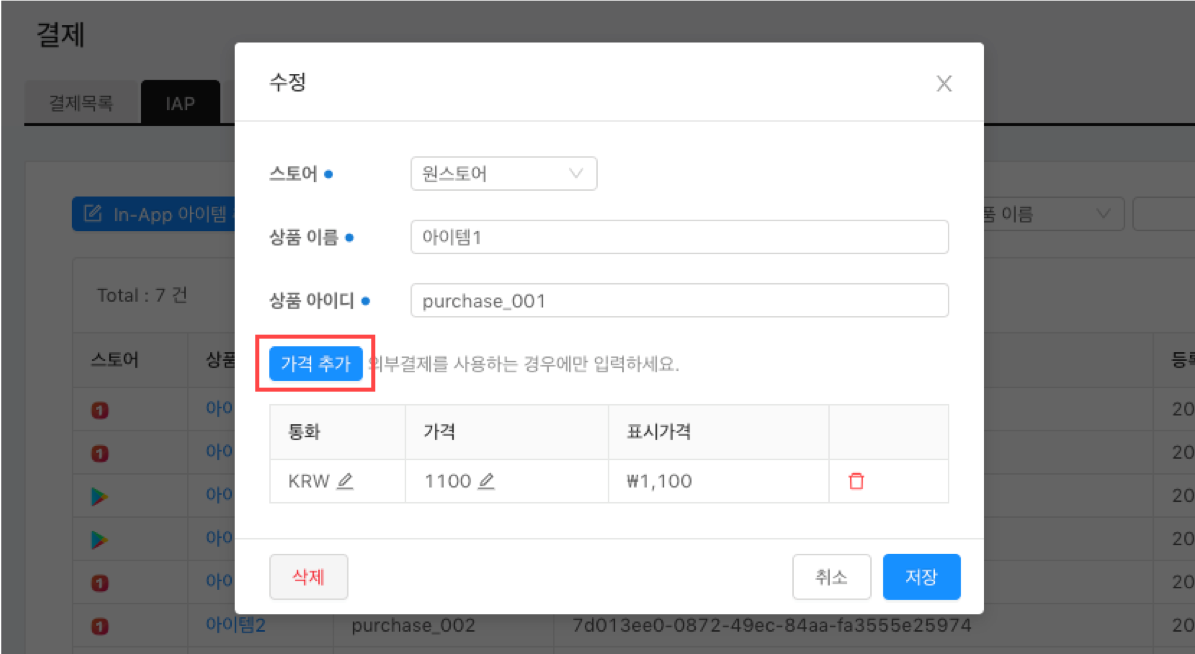 결제
결제목록 IAP
수정
스토어 원스토어
In-App 아이템
품 이름
상품 이름 아이템1
상품 아이디 purchase_001
Total : 7 건
가격 추가 외부결제를 사용하는 경우에만 입력하세요.
스토어 상품 등록
통화 가격 표시가격
KRW 1100 ₩1,100
아이
20
아이
20
아이
20
아이
20
아이
20
삭제 취소 저장
아이템2 purchase_002 7d013ee0-0872-49ec-84aa-fa3555e25974 20